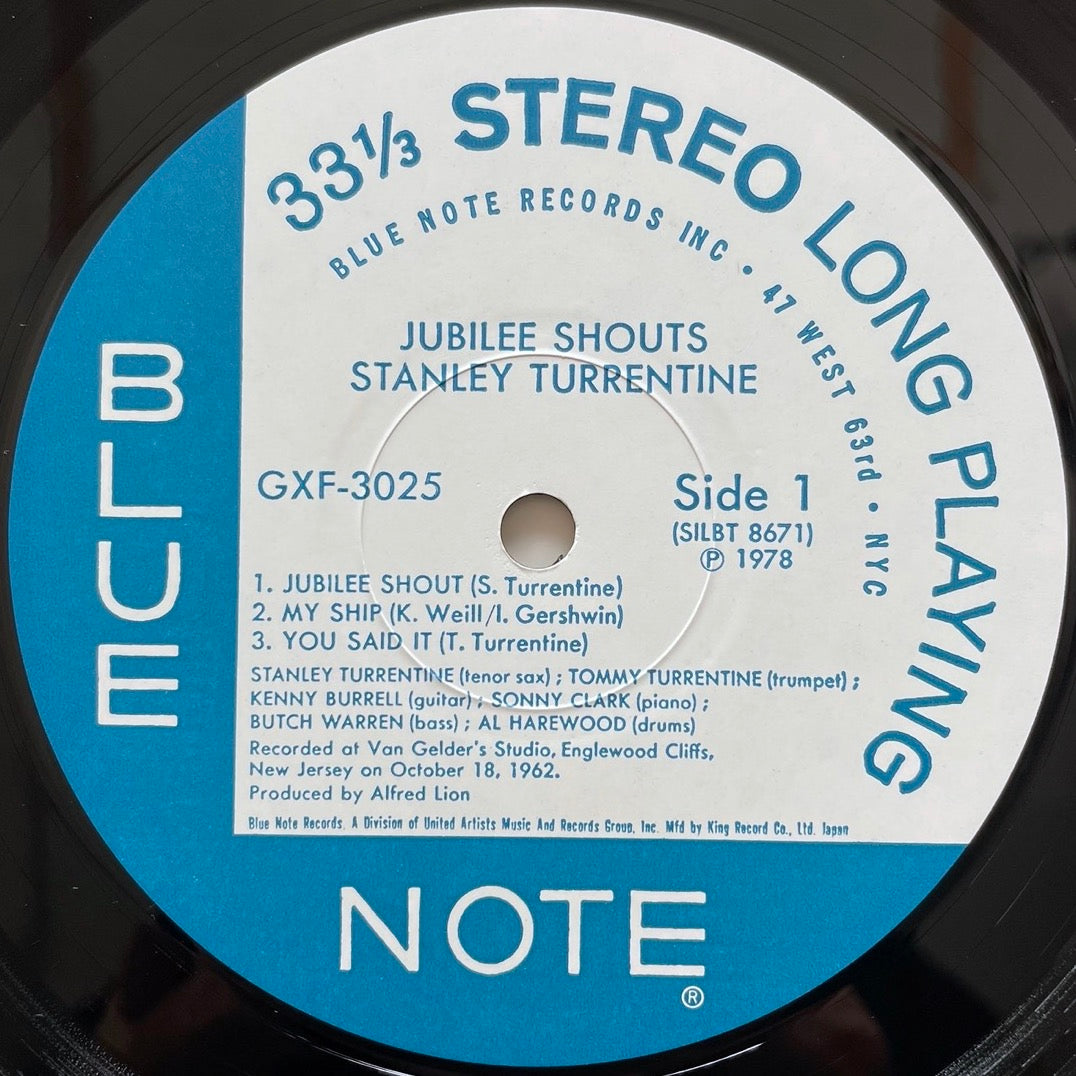 33⅓ STEREO LONG PLAYING
BLUE NOTE RECORDS INC • 47 WEST 63rd • NYC
JUBILEE SHOUTS
STANLEY TURRENTINE
GXF-3025
Side 1
(SILBT 8671)
℗ 1978
1. JUBILEE SHOUT (S. Turrentine)
2. MY SHIP (K. Weill/I. Gershwin)
3. YOU SAID IT (T. Turrentine)
STANLEY TURRENTINE (tenor sax) ; TOMMY TURRENTINE (trumpet) ;
KENNY BURRELL (guitar) ; SONNY CLARK (piano) ;
BUTCH WARREN (bass) ; AL HAREWOOD (drums)
Recorded at Van Gelder's Studio, Englewood Cliffs,
New Jersey on October 18, 1962.
Produced by Alfred Lion
Blue Note Records. A Division of United Artists Music And Records Group, Inc. Mfd by King Record Co., Ltd. Japan
BLUE
NOTE
®